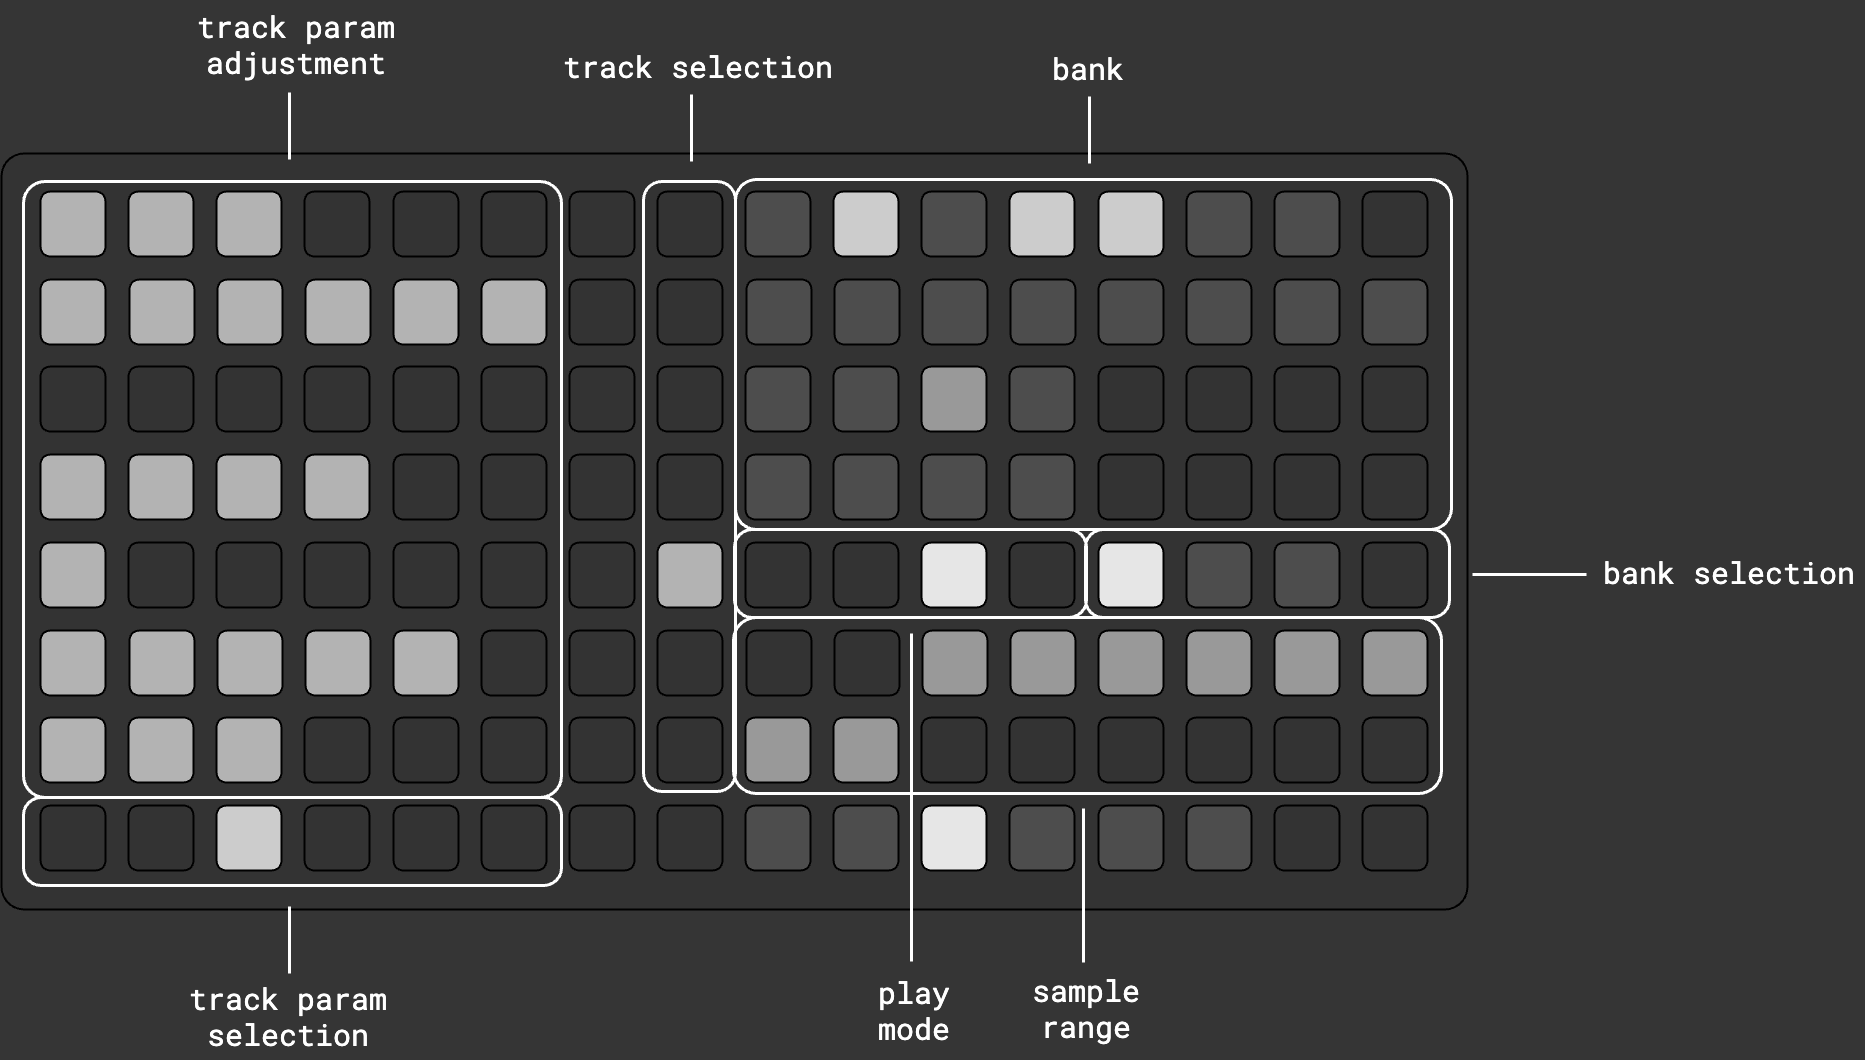 track param
adjustment
track selection
bank
bank selection
track param
selection
play
mode
sample
range